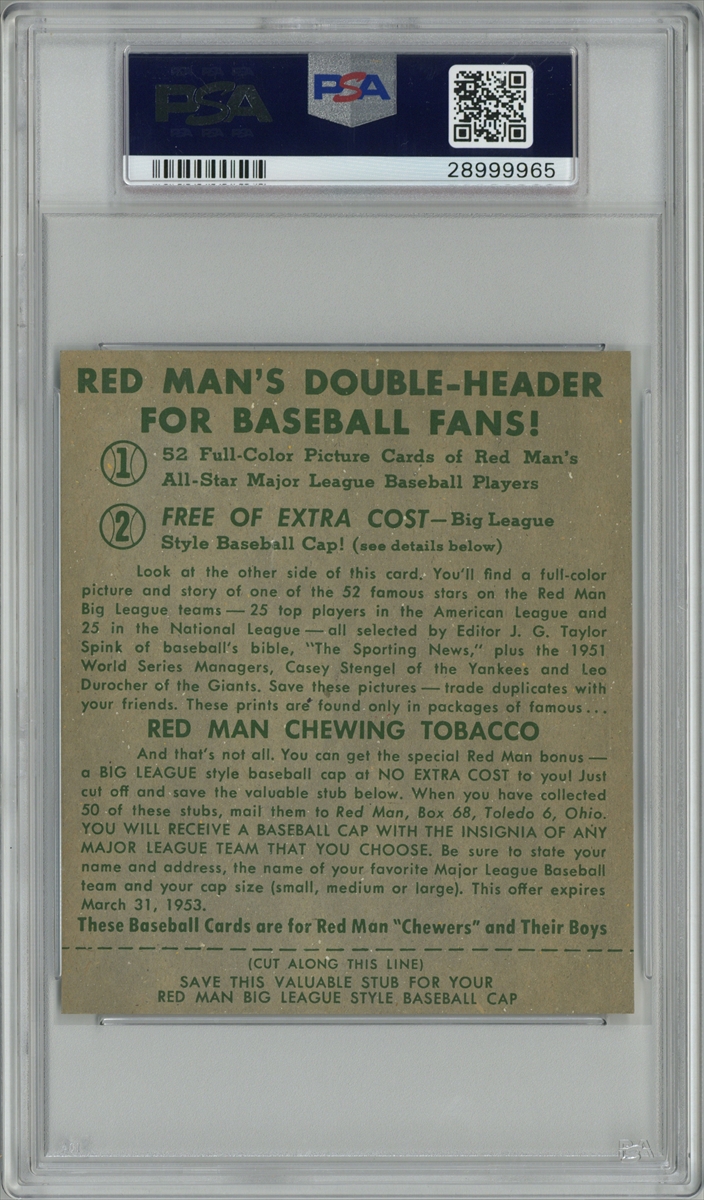 PSA
PSA
28999965
RED MAN'S DOUBLE-HEADER
FOR BASEBALL FANS!
1 52 Full-Color Picture Cards of Red Man's
All-Star Major League Baseball Players
2 FREE OF EXTRA COST—Big League
Style Baseball Cap! (see details below)
Look at the other side of this card. You'll find a full-color
picture and story of one of the 52 famous stars on the Red Man
Big League teams — 25 top players in the American League and
25 in the National League — all selected by Editor J. G. Taylor
Spink of baseball's bible, "The Sporting News," plus the 1951
World Series Managers, Casey Stengel of the Yankees and Leo
Durocher of the Giants. Save these pictures — trade duplicates with
your friends. These prints are found only in packages of famous...
RED MAN CHEWING TOBACCO
And that's not all. You can get the special Red Man bonus —
a BIG LEAGUE style baseball cap at NO EXTRA COST to you! Just
cut off and save the valuable stub below. When you have collected
50 of these stubs, mail them to Red Man, Box 68, Toledo 6, Ohio.
YOU WILL RECEIVE A BASEBALL CAP WITH THE INSIGNIA OF ANY
MAJOR LEAGUE TEAM THAT YOU CHOOSE. Be sure to state your
name and address, the name of your favorite Major League Baseball
team and your cap size (small, medium or large). This offer expires
March 31, 1953.
These Baseball Cards are for Red Man "Chewers" and Their Boys
(CUT ALONG THIS LINE)
SAVE THIS VALUABLE STUB FOR YOUR
RED MAN BIG LEAGUE STYLE BASEBALL CAP